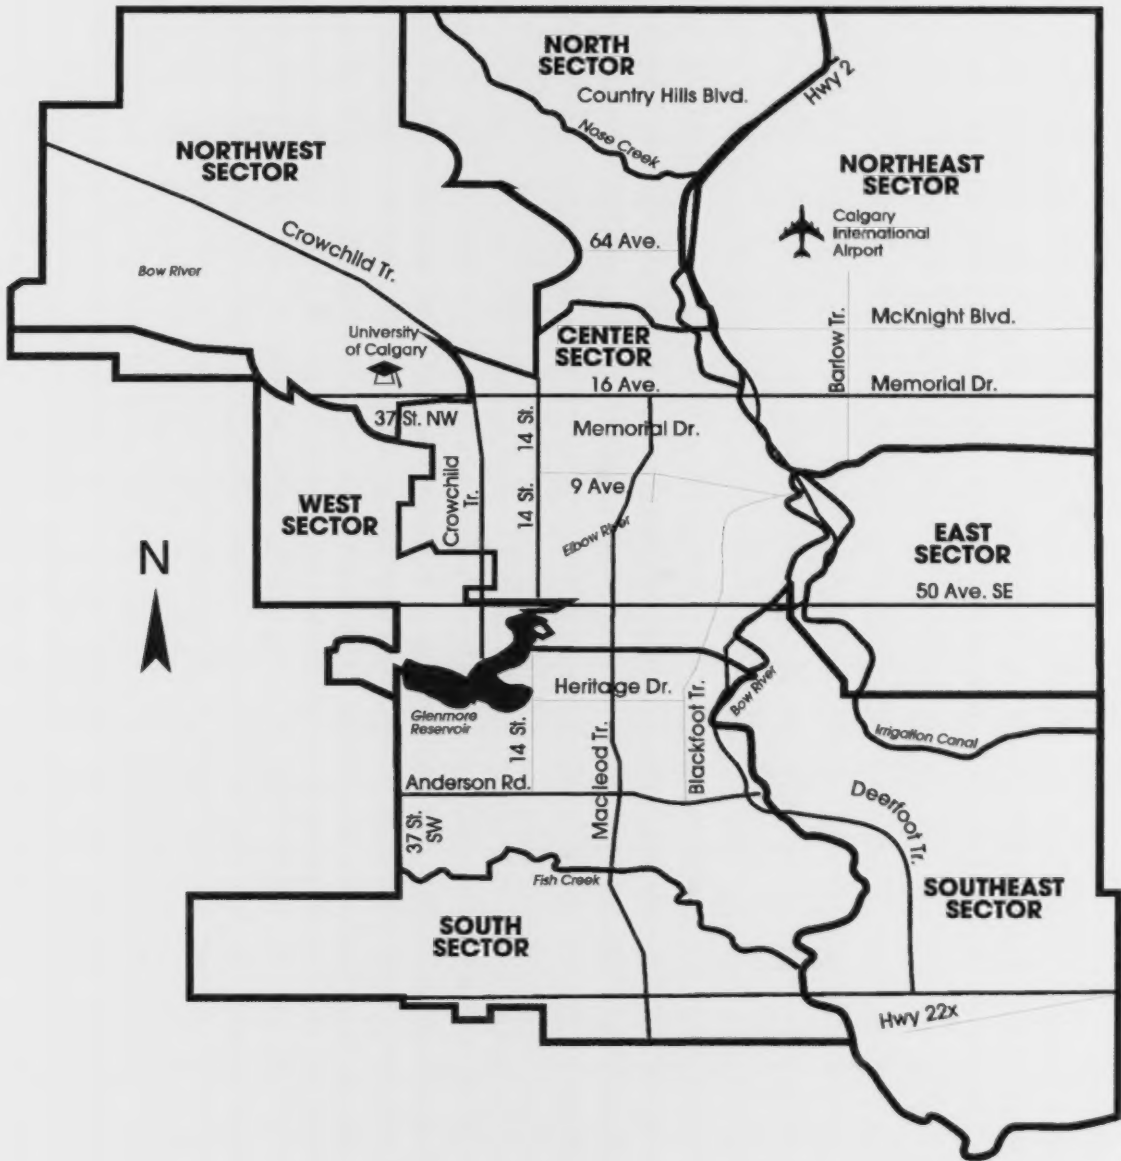 NORTH
SECTOR
Country Hills Blvd.
Hwy 2
Nose Creek
NORTHWEST
SECTOR
NORTHEAST
SECTOR
Calgary
International
Airport
Crowchild Tr.
64 Ave.
Bow River
University
of Calgary
CENTER
SECTOR
Barlow Tr.
McKnight Blvd.
16 Ave.
Memorial Dr.
37 St. NW
14 St.
Memorial Dr.
WEST
SECTOR
Crowchild
Tr.
14 St.
9 Ave
Elbow River
EAST
SECTOR
50 Ave. SE
N
Heritage Dr.
Glenmore
Reservoir
14 St.
Macleod Tr.
Blackfoot Tr.
Bow River
Irrigation Canal
Anderson Rd.
37 St.
SW
Deerfoot Tr.
Fish Creek
SOUTH
SECTOR
SOUTHEAST
SECTOR
Hwy 22x